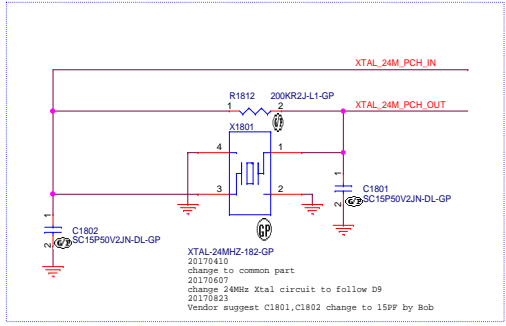 XTAL_24M_PCH_IN
R1812 200KR2J-L1-GP
1 2
XTAL_24M_PCH_OUT
X1801
4 1
3 2
1
C1801
SC15P50V2JN-DL-GP
2
1
C1802
SC15P50V2JN-DL-GP
2
GP
XTAL-24MHZ-182-GP
20170410
change to common part
20170607
change 24MHz Xtal circuit to follow D9
20170823
Vendor suggest C1801,C1802 change to 15PF by Bob